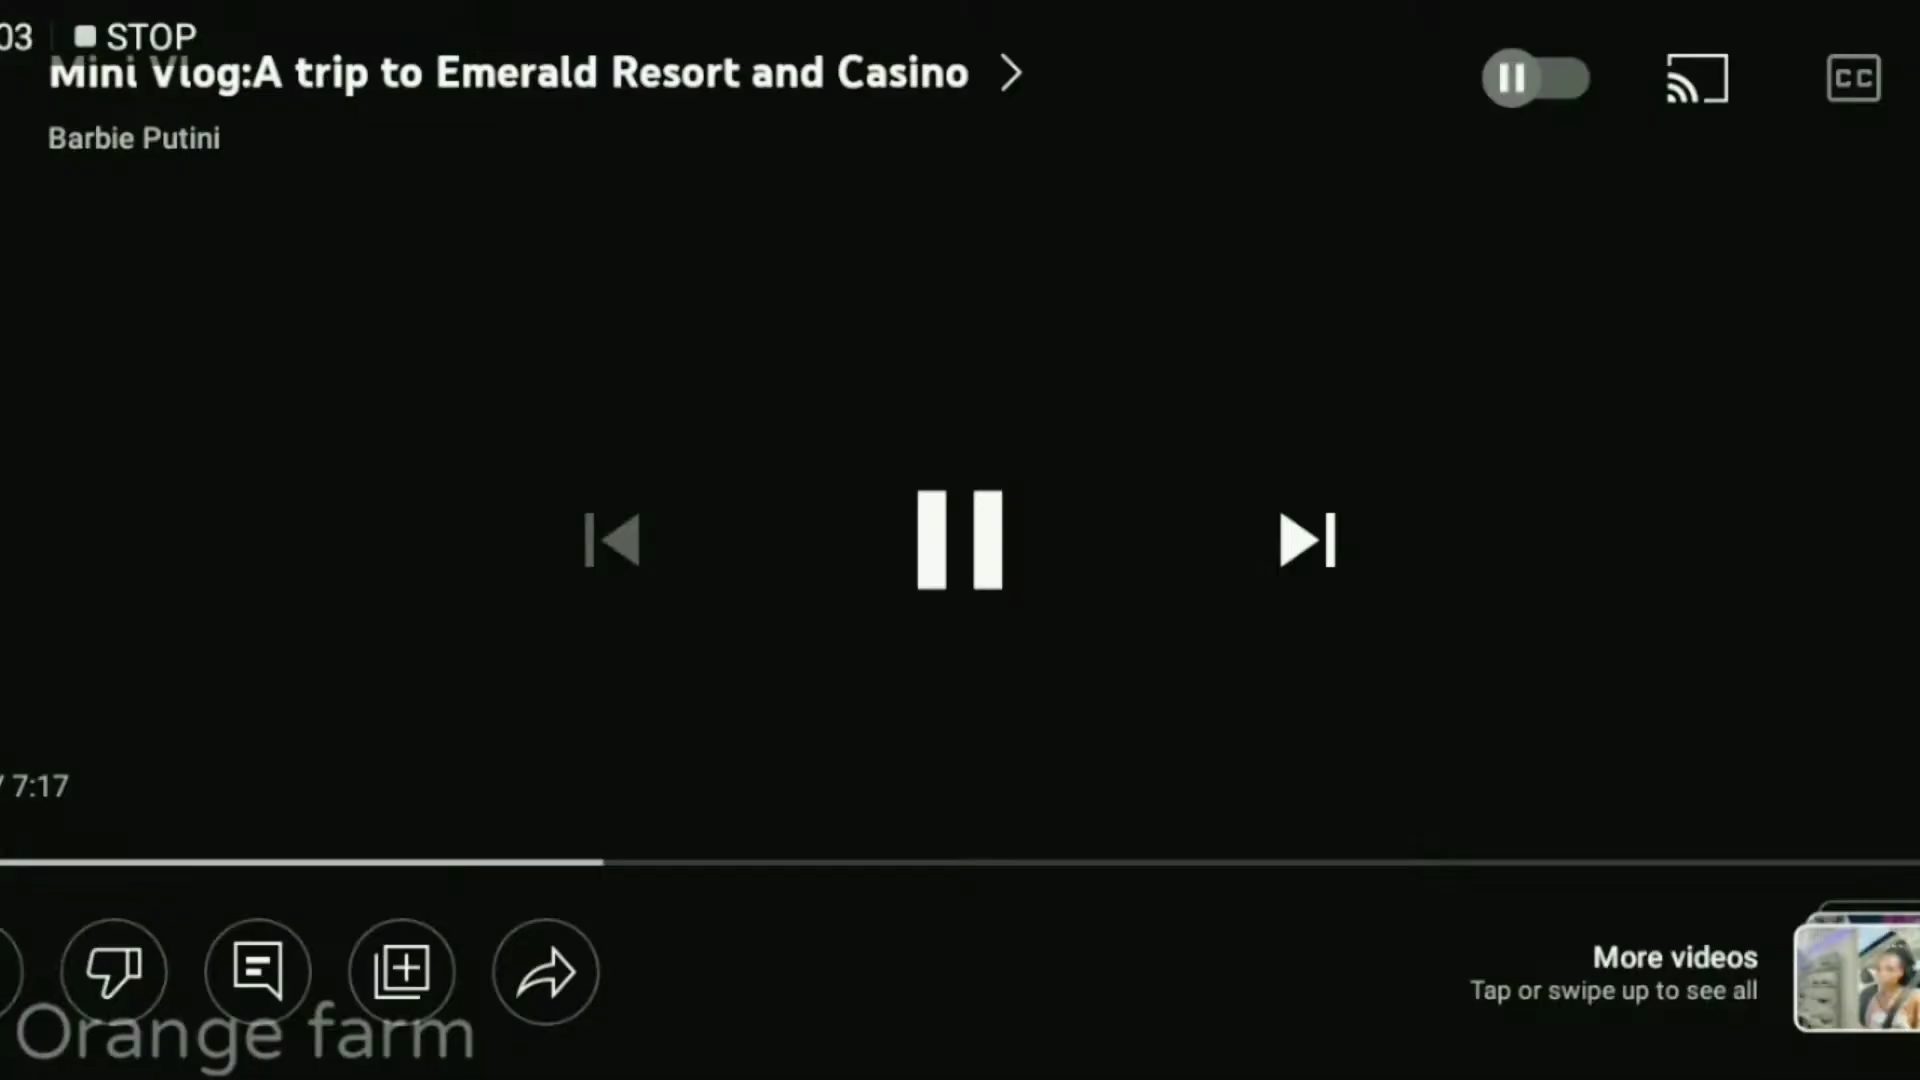 03 STOP
Mini Vlog:A trip to Emerald Resort and Casino
Barbie Putini
CC
/ 7:17
More videos
Tap or swipe up to see all
Orange farm